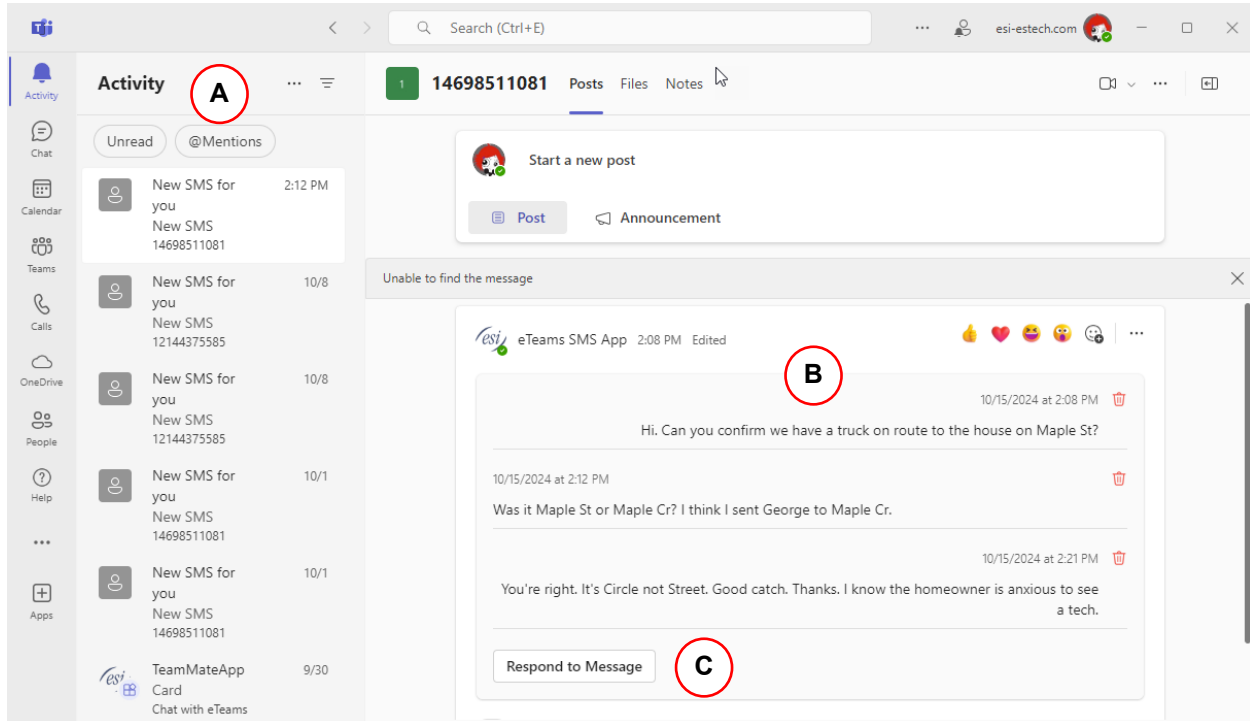 Search (Ctrl+E)
esi-estech.com
Activity
Chat
Calendar
Teams
Calls
OneDrive
People
Help
Apps
Activity
A
Unread
@Mentions
New SMS for
you
2:12 PM
New SMS
14698511081
New SMS for
you
10/8
New SMS
12144375585
New SMS for
you
10/8
New SMS
12144375585
New SMS for
you
10/1
New SMS
14698511081
New SMS for
you
10/1
New SMS
14698511081
esi
TeamMateApp
9/30
Card
Chat with eTeams
1
14698511081 Posts Files Notes
Start a new post
Post
Announcement
Unable to find the message
esi
eTeams SMS App 2:08 PM Edited
B
10/15/2024 at 2:08 PM
Hi. Can you confirm we have a truck on route to the house on Maple St?
10/15/2024 at 2:12 PM
Was it Maple St or Maple Cr? I think I sent George to Maple Cr.
10/15/2024 at 2:21 PM
You're right. It's Circle not Street. Good catch. Thanks. I know the homeowner is anxious to see
a tech.
Respond to Message
C